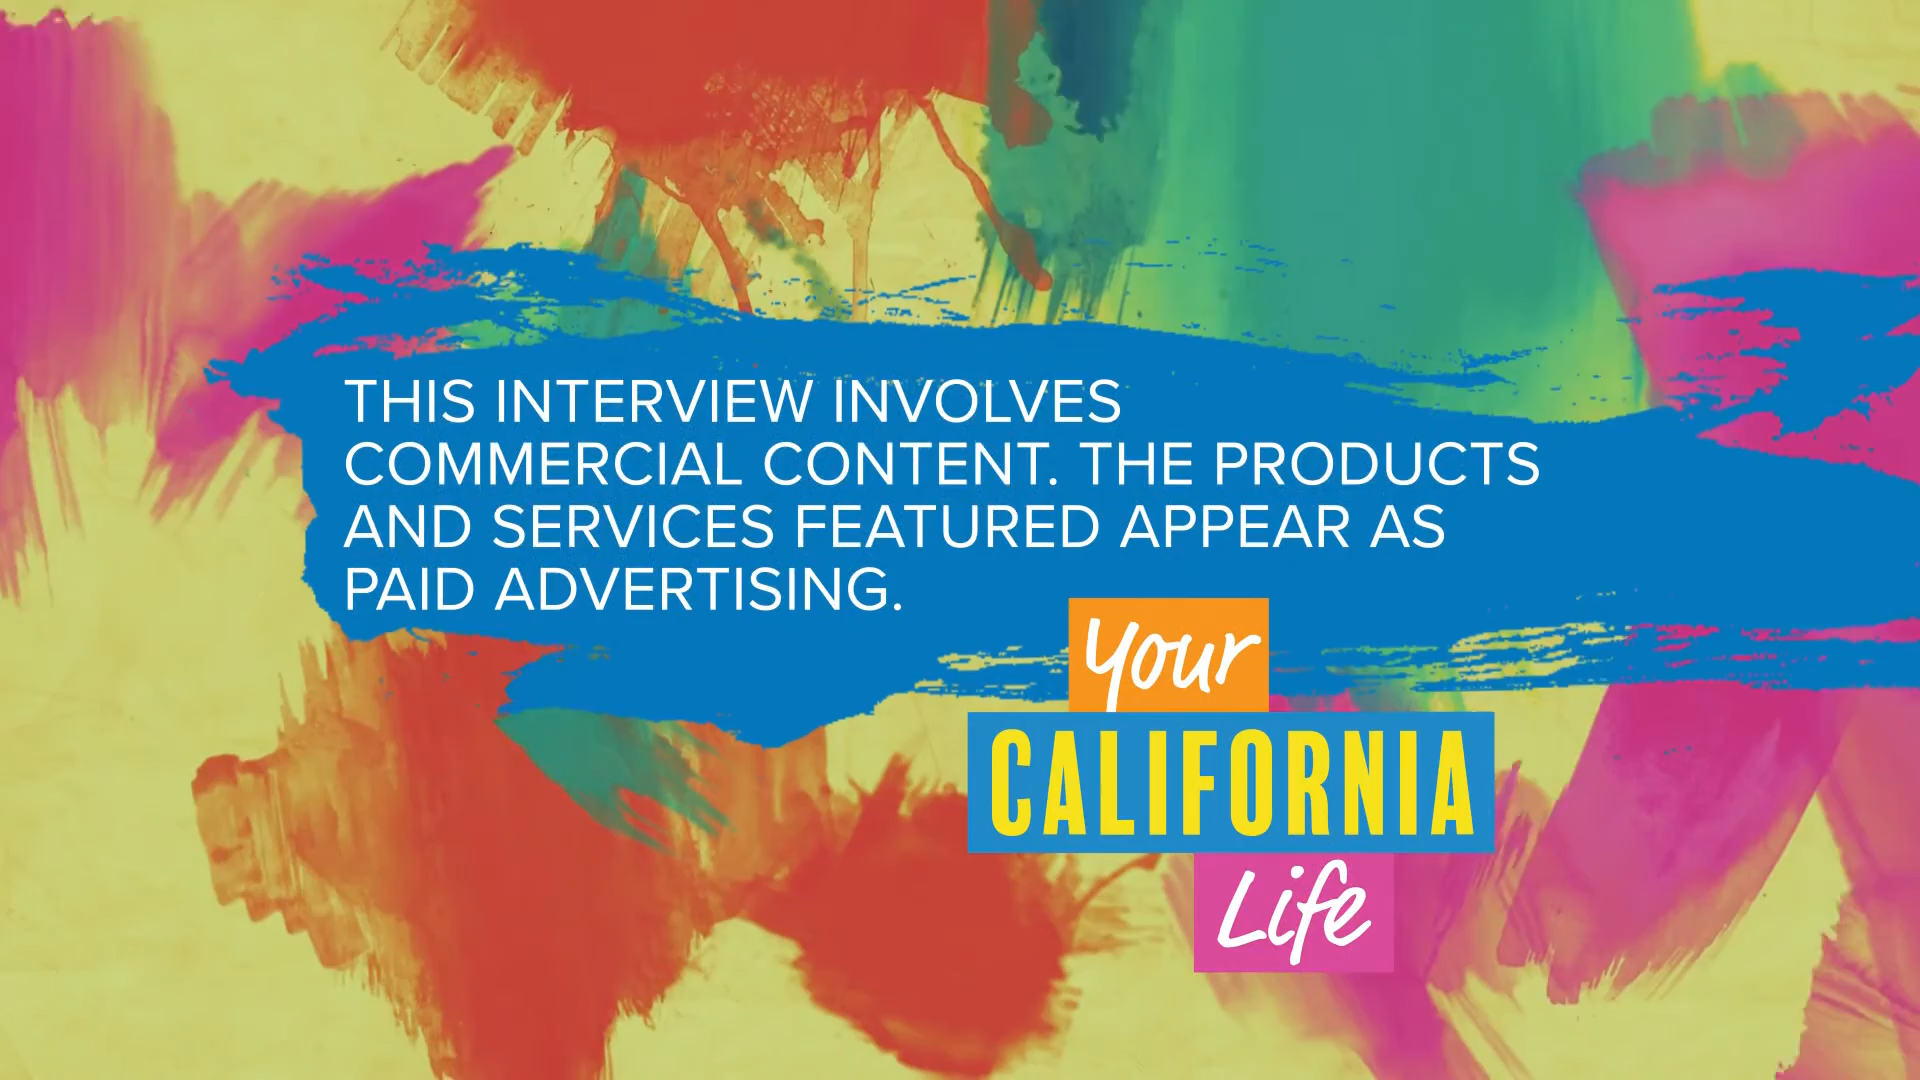 THIS INTERVIEW INVOLVES
COMMERCIAL CONTENT. THE PRODUCTS
AND SERVICES FEATURED APPEAR AS
PAID ADVERTISING.
Your
CALIFORNIA
Life